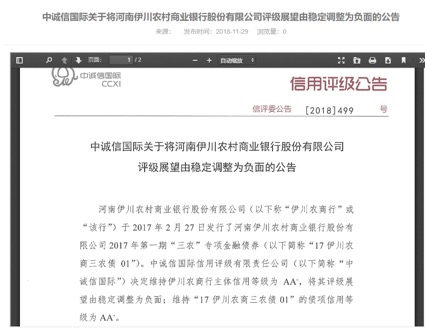 中诚信国际关于将河南伊川农村商业银行股份有限公司评级展望由稳定调整为负面的公告
来源： 发布时间：2018-11-29 浏览量：0
页面： 1 / 2 自动缩放
中诚信国际
CCXI
信用评级公告
信评委公告 [2018]499 号
中诚信国际关于将河南伊川农村商业银行股份有限公司
评级展望由稳定调整为负面的公告
河南伊川农村商业银行股份有限公司（以下称“伊川农商行”或
“该行”）于 2017 年 2 月 27 日发行了河南伊川农村商业银行股份有
限公司 2017 年第一期“三农”专项金融债券（以下简称“17 伊川农
商三农债 01”）。中诚信国际信用评级有限责任公司（以下简称“中
诚信国际”）决定维持伊川农商行主体信用等级为 AA-，将其评级展
望由稳定调整为负面；维持“17 伊川农商三农债 01”的债项信用等
级为 AA-。